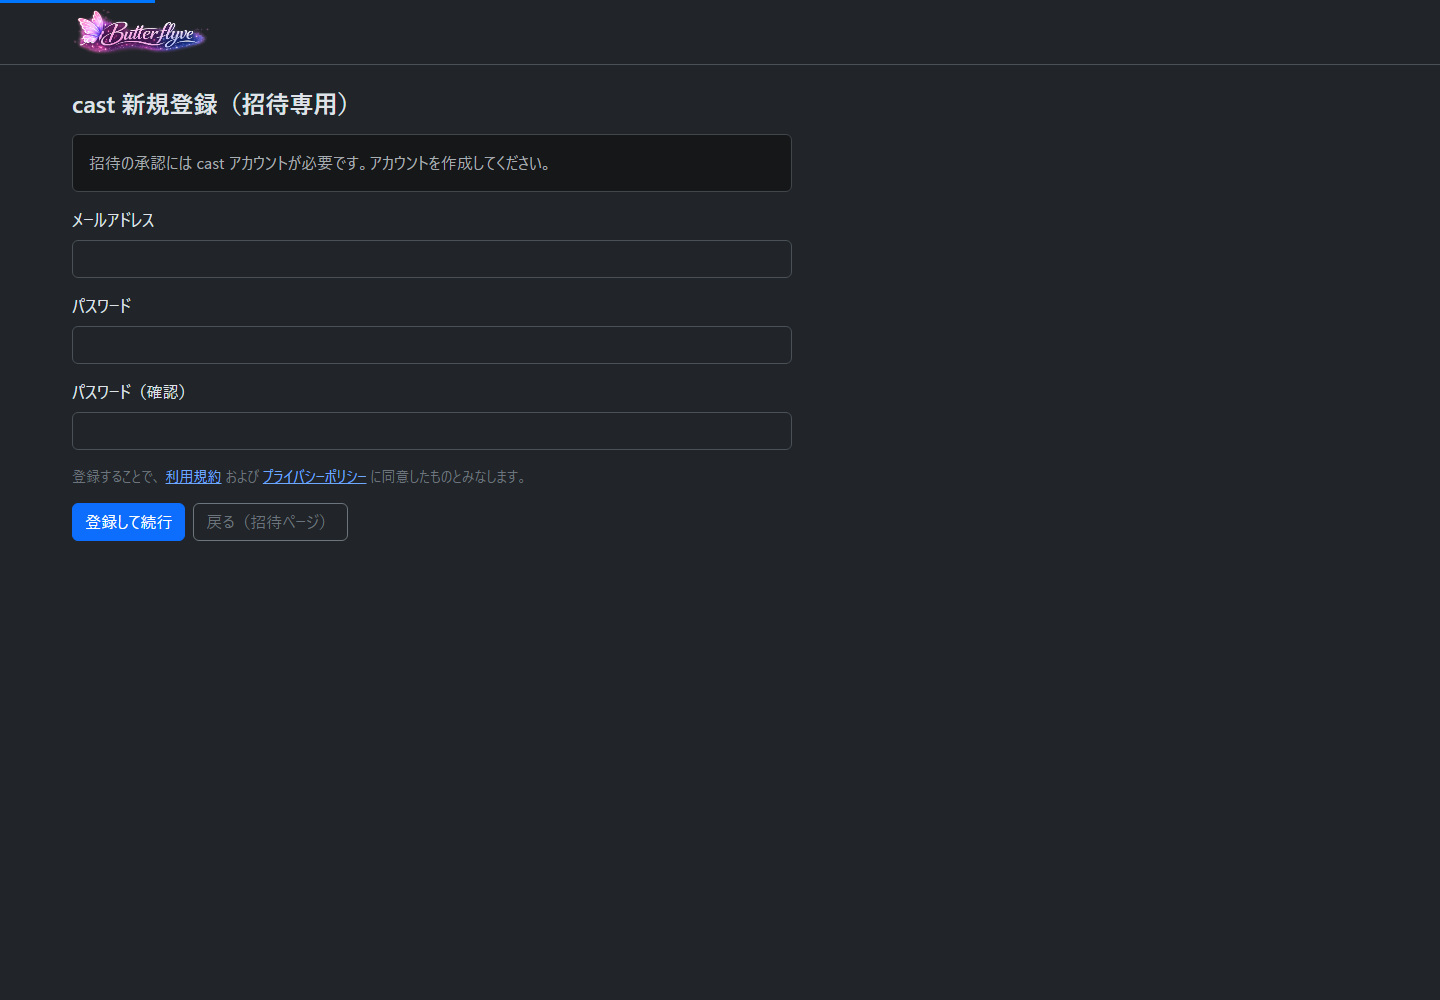 Butterflyve
cast 新規登録（招待専用）
招待の承認には cast アカウントが必要です。アカウントを作成してください。
メールアドレス
パスワード
パスワード（確認）
登録することで、利用規約 および プライバシーポリシー に同意したものとみなします。
登録して続行 戻る（招待ページ）